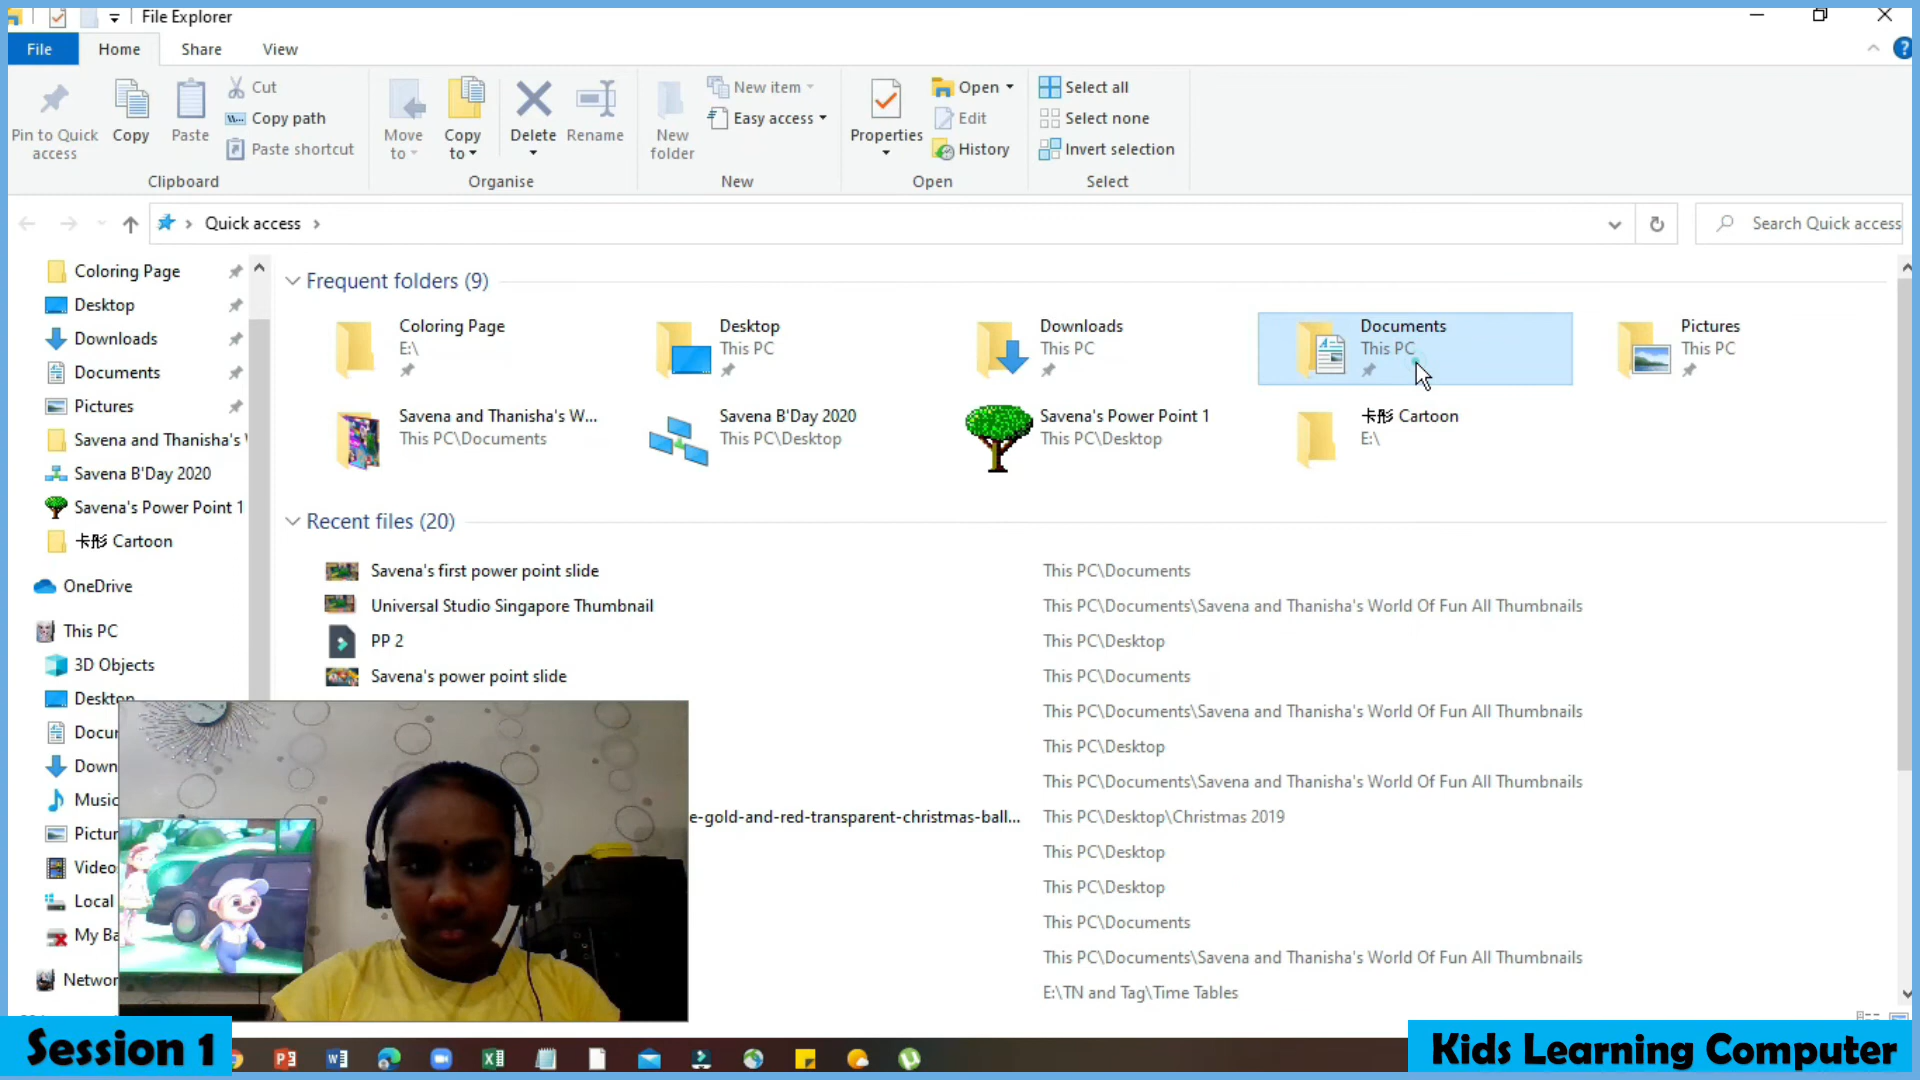 File Explorer
File Home Share View
Pin to Quick access
Copy
Paste
Cut
Copy path
Paste shortcut
Clipboard
Move to
Copy to
Delete
Rename
Organise
New folder
New item
Easy access
New
Properties
Open
Edit
History
Open
Select all
Select none
Invert selection
Select
Quick access
Search Quick access
Coloring Page
Desktop
Downloads
Documents
Pictures
Savena and Thanisha's
Savena B'Day 2020
Savena's Power Point 1
Cartoon
OneDrive
This PC
3D Objects
Desktop
Docu
Down
Music
Pictur
Video
Local
My Ba
Networ
Frequent folders (9)
Coloring Page
E:\
Desktop
This PC
Downloads
This PC
Documents
This PC
Pictures
This PC
Savena and Thanisha's W...
This PC\Documents
Savena B'Day 2020
This PC\Desktop
Savena's Power Point 1
This PC\Desktop
Cartoon
E:\
Recent files (20)
Savena's first power point slide This PC\Documents
Universal Studio Singapore Thumbnail This PC\Documents\Savena and Thanisha's World Of Fun All Thumbnails
PP 2 This PC\Desktop
Savena's power point slide This PC\Documents
This PC\Documents\Savena and Thanisha's World Of Fun All Thumbnails
This PC\Desktop
This PC\Documents\Savena and Thanisha's World Of Fun All Thumbnails
e-gold-and-red-transparent-christmas-ball... This PC\Desktop\Christmas 2019
This PC\Desktop
This PC\Desktop
This PC\Documents
This PC\Documents\Savena and Thanisha's World Of Fun All Thumbnails
E:\TN and Tag\Time Tables
Session 1
Kids Learning Computer